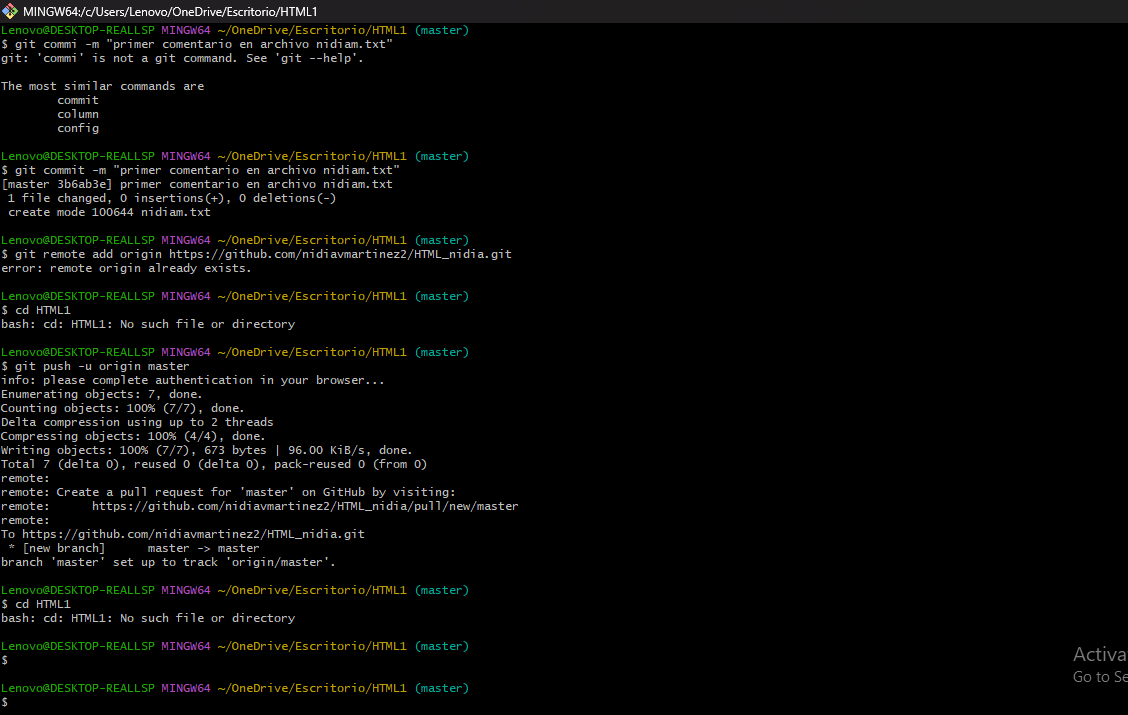 MINGW64:/c/Users/Lenovo/OneDrive/Escritorio/HTML1
Lenovo@DESKTOP-REALLSP MINGW64 ~/OneDrive/Escritorio/HTML1 (master)
$ git commi -m "primer comentario en archivo nidiam.txt"
git: 'commi' is not a git command. See 'git --help'.
The most similar commands are
commit
column
config
Lenovo@DESKTOP-REALLSP MINGW64 ~/OneDrive/Escritorio/HTML1 (master)
$ git commit -m "primer comentario en archivo nidiam.txt"
[master 3b6ab3e] primer comentario en archivo nidiam.txt
1 file changed, 0 insertions(+), 0 deletions(-)
create mode 100644 nidiam.txt
Lenovo@DESKTOP-REALLSP MINGW64 ~/OneDrive/Escritorio/HTML1 (master)
$ git remote add origin https://github.com/nidiavmartinez2/HTML_nidia.git
error: remote origin already exists.
Lenovo@DESKTOP-REALLSP MINGW64 ~/OneDrive/Escritorio/HTML1 (master)
$ cd HTML1
bash: cd: HTML1: No such file or directory
Lenovo@DESKTOP-REALLSP MINGW64 ~/OneDrive/Escritorio/HTML1 (master)
$ git push -u origin master
info: please complete authentication in your browser...
Enumerating objects: 7, done.
Counting objects: 100% (7/7), done.
Delta compression using up to 2 threads
Compressing objects: 100% (4/4), done.
Writing objects: 100% (7/7), 673 bytes | 96.00 KiB/s, done.
Total 7 (delta 0), reused 0 (delta 0), pack-reused 0 (from 0)
remote:
remote: Create a pull request for 'master' on GitHub by visiting:
remote:      https://github.com/nidiavmartinez2/HTML_nidia/pull/new/master
remote:
To https://github.com/nidiavmartinez2/HTML_nidia.git
* [new branch]      master -> master
branch 'master' set up to track 'origin/master'.
Lenovo@DESKTOP-REALLSP MINGW64 ~/OneDrive/Escritorio/HTML1 (master)
$ cd HTML1
bash: cd: HTML1: No such file or directory
Lenovo@DESKTOP-REALLSP MINGW64 ~/OneDrive/Escritorio/HTML1 (master)
$
Lenovo@DESKTOP-REALLSP MINGW64 ~/OneDrive/Escritorio/HTML1 (master)
$
Activa
Go to Se